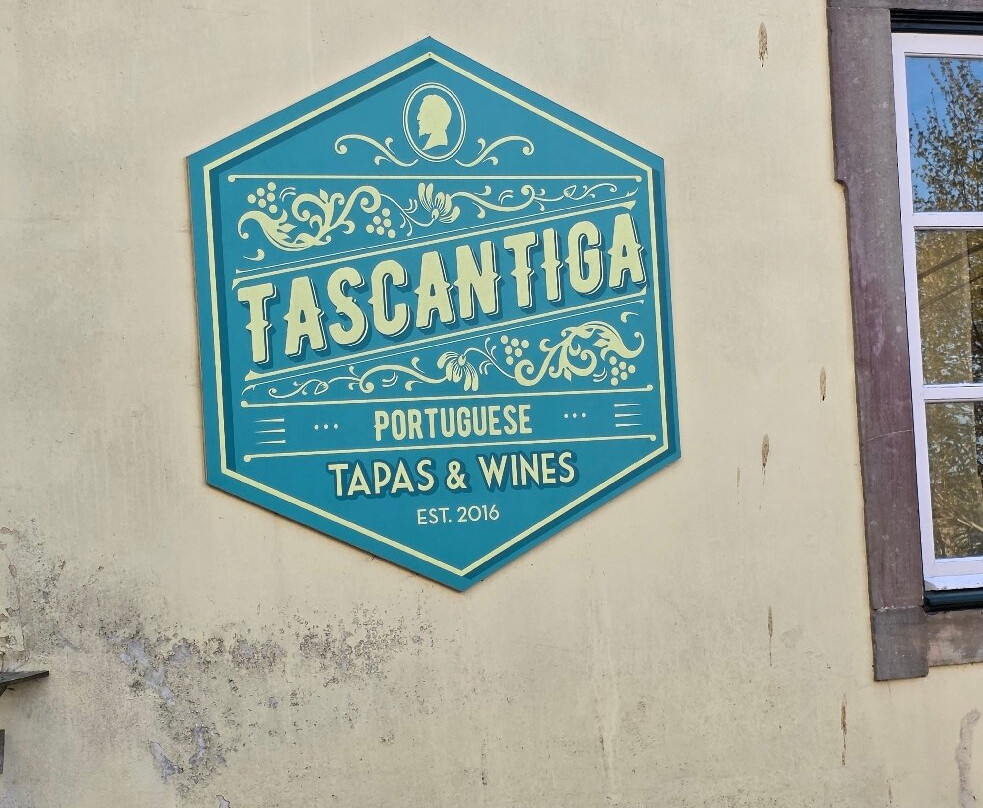 TASCANTIGA
PORTUGUESE
TAPAS & WINES
EST. 2016